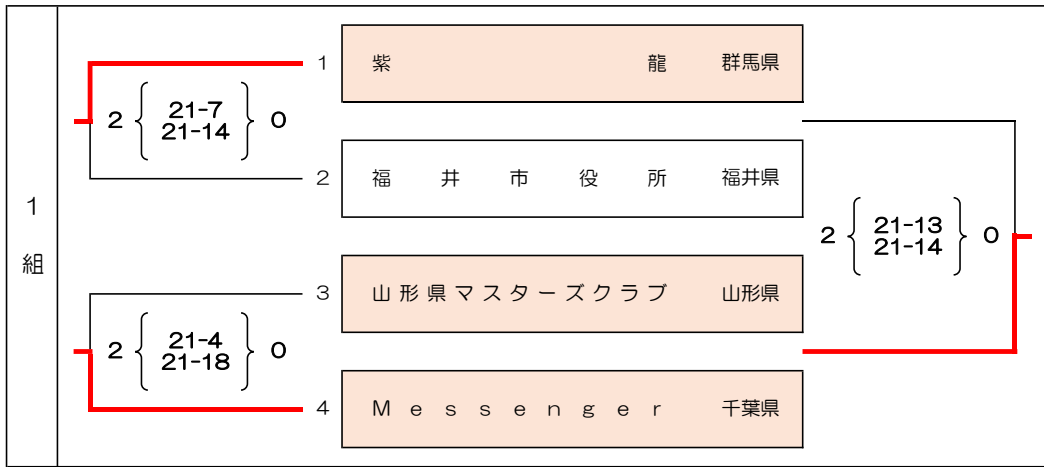 1組
1 紫龍 群馬県
2 { 21-7 21-14 } 0
2 福井市役所 福井県
2 { 21-13 21-14 } 0
3 山形県マスターズクラブ 山形県
2 { 21-4 21-18 } 0
4 Messenger 千葉県